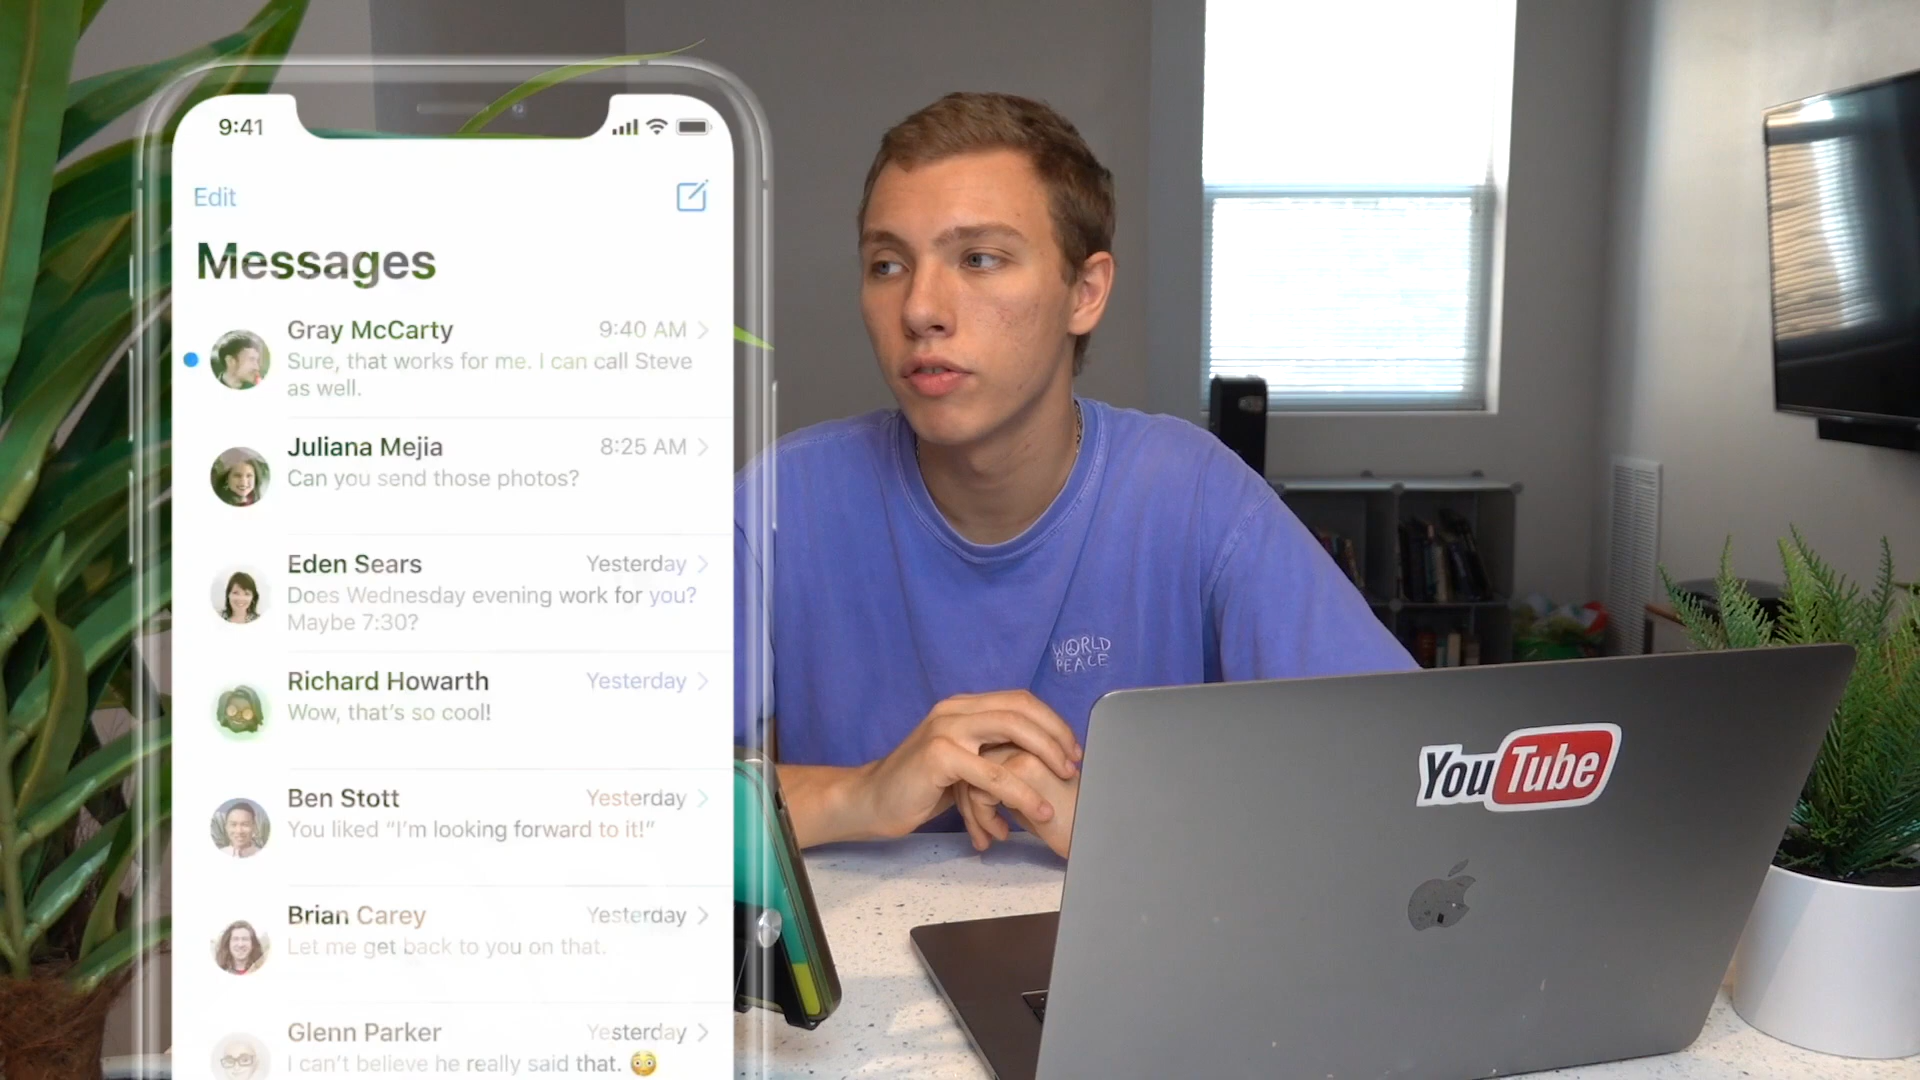 9:41
Edit
Messages
Gray McCarty 9:40 AM
Sure, that works for me. I can call Steve
as well.
Juliana Mejia 8:25 AM
Can you send those photos?
Eden Sears Yesterday
Does Wednesday evening work for you?
Maybe 7:30?
Richard Howarth Yesterday
Wow, that's so cool!
Ben Stott Yesterday
You liked “I'm looking forward to it!”
Brian Carey Yesterday
Let me get back to you on that.
Glenn Parker Yesterday
I can't believe he really said that. 😳
WORLD
PEACE
YouTube